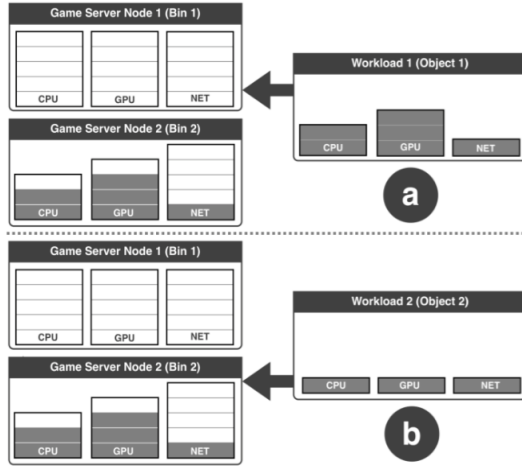 Game Server Node 1 (Bin 1)
CPU GPU NET
Game Server Node 2 (Bin 2)
CPU GPU NET
Workload 1 (Object 1)
CPU GPU NET
a
Game Server Node 1 (Bin 1)
CPU GPU NET
Game Server Node 2 (Bin 2)
CPU GPU NET
Workload 2 (Object 2)
CPU GPU NET
b